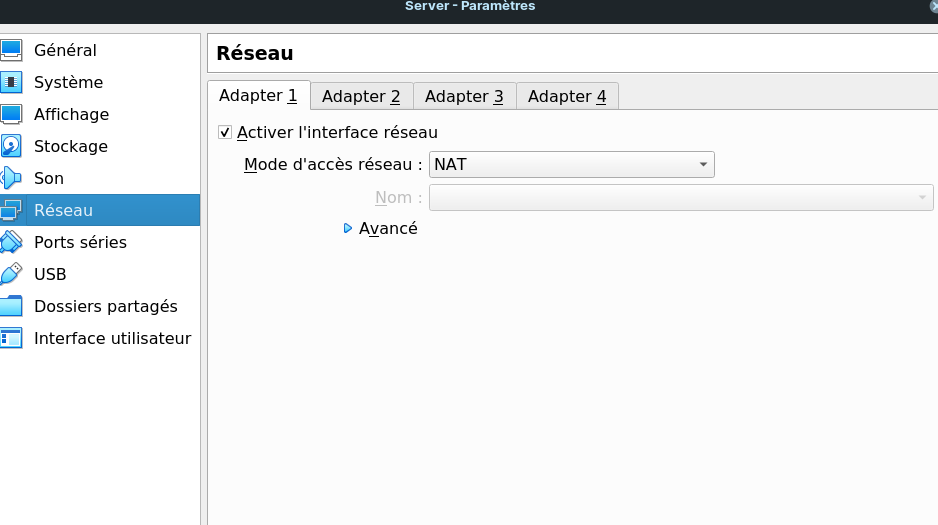 Server - Paramètres
Général
Système
Affichage
Stockage
Son
Réseau
Ports séries
USB
Dossiers partagés
Interface utilisateur
Réseau
Adapter 1 Adapter 2 Adapter 3 Adapter 4
Activer l'interface réseau
Mode d'accès réseau : NAT
Nom :
Avancé